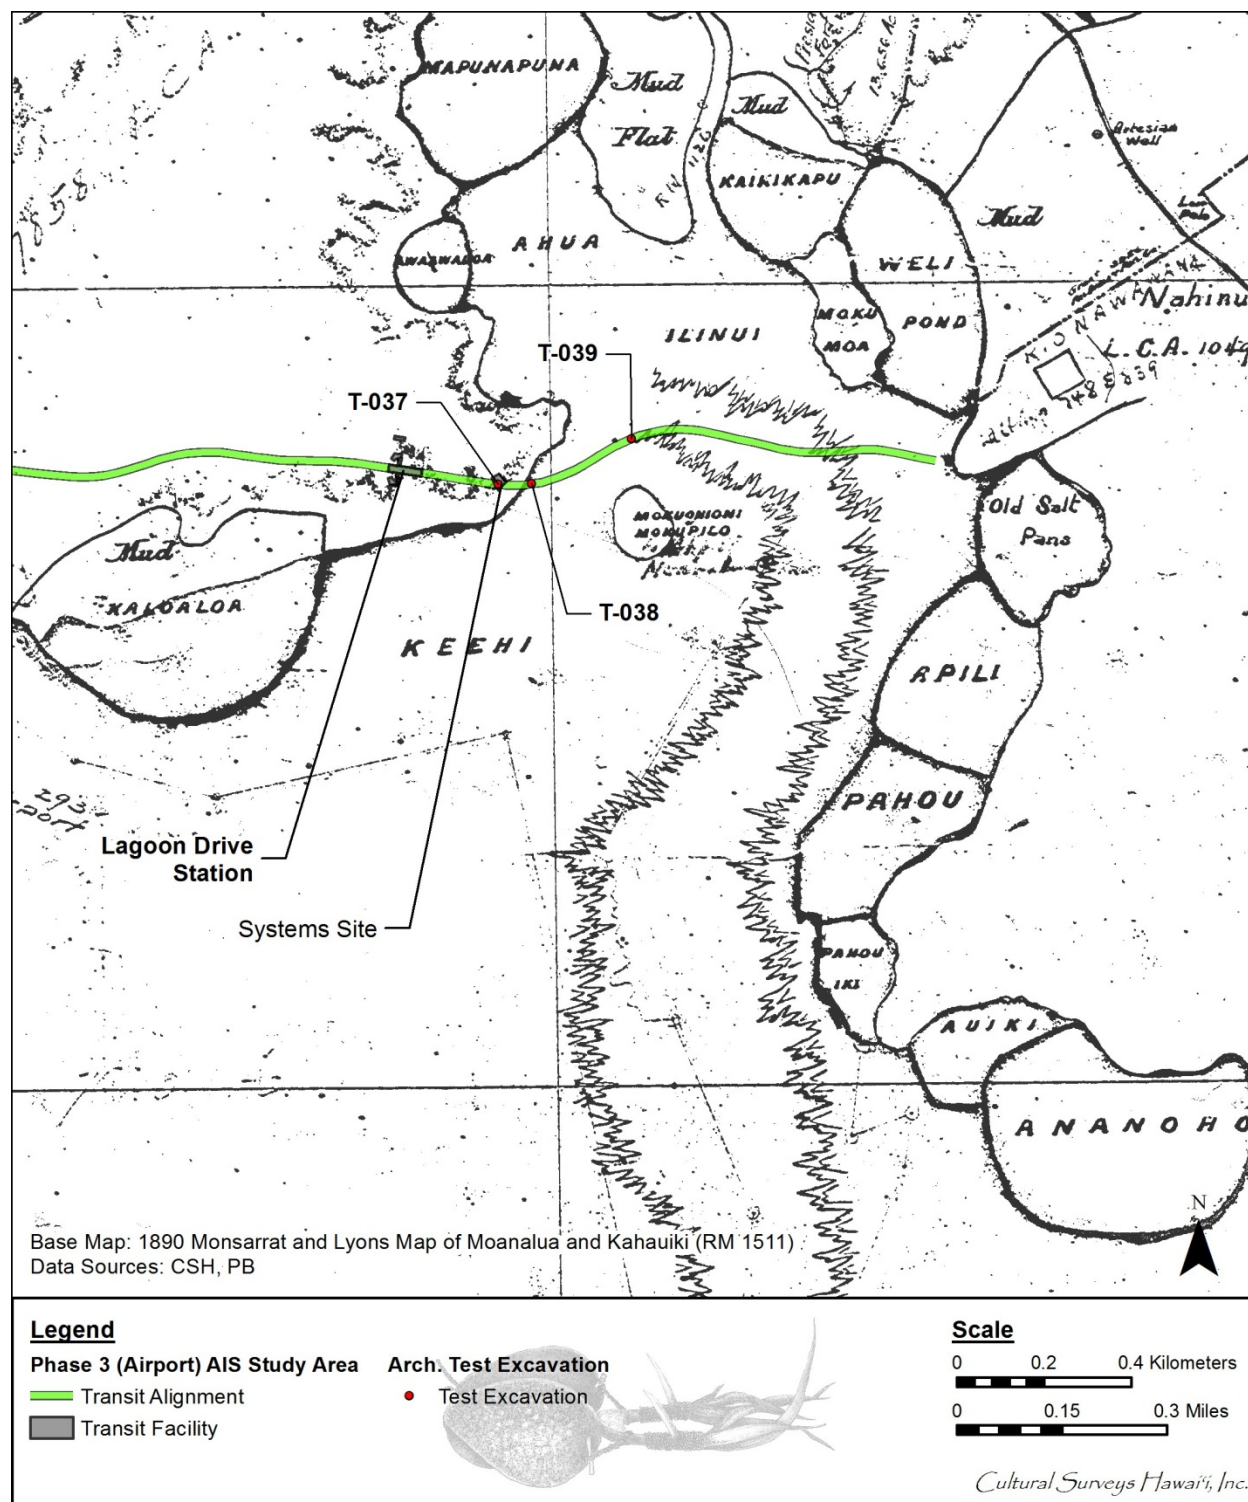 MAPUNAPUNA
Mud
Flat
Mud
Artesian
Well
KAIKIKAPU
Mud
AHUA
WELI
POND
MOKU
MOA
ILINUI
Nahinu
L.C.A. 1049
T-039
T-037
MOKUONIONI
MOKUPILO
Old Salt
Pans
Mud
KALOALOA
T-038
KEEHI
APILI
293
PAHOU
Lagoon Drive
Station
Systems Site
PAHOU
IKI
AUIKI
ANANOHO
N
Base Map: 1890 Monsarrat and Lyons Map of Moanalua and Kahauiki (RM 1511)
Data Sources: CSH, PB
Legend
Phase 3 (Airport) AIS Study Area
Transit Alignment
Transit Facility
Arch. Test Excavation
Test Excavation
Scale
0 0.2 0.4 Kilometers
0 0.15 0.3 Miles
Cultural Surveys Hawai'i, Inc.